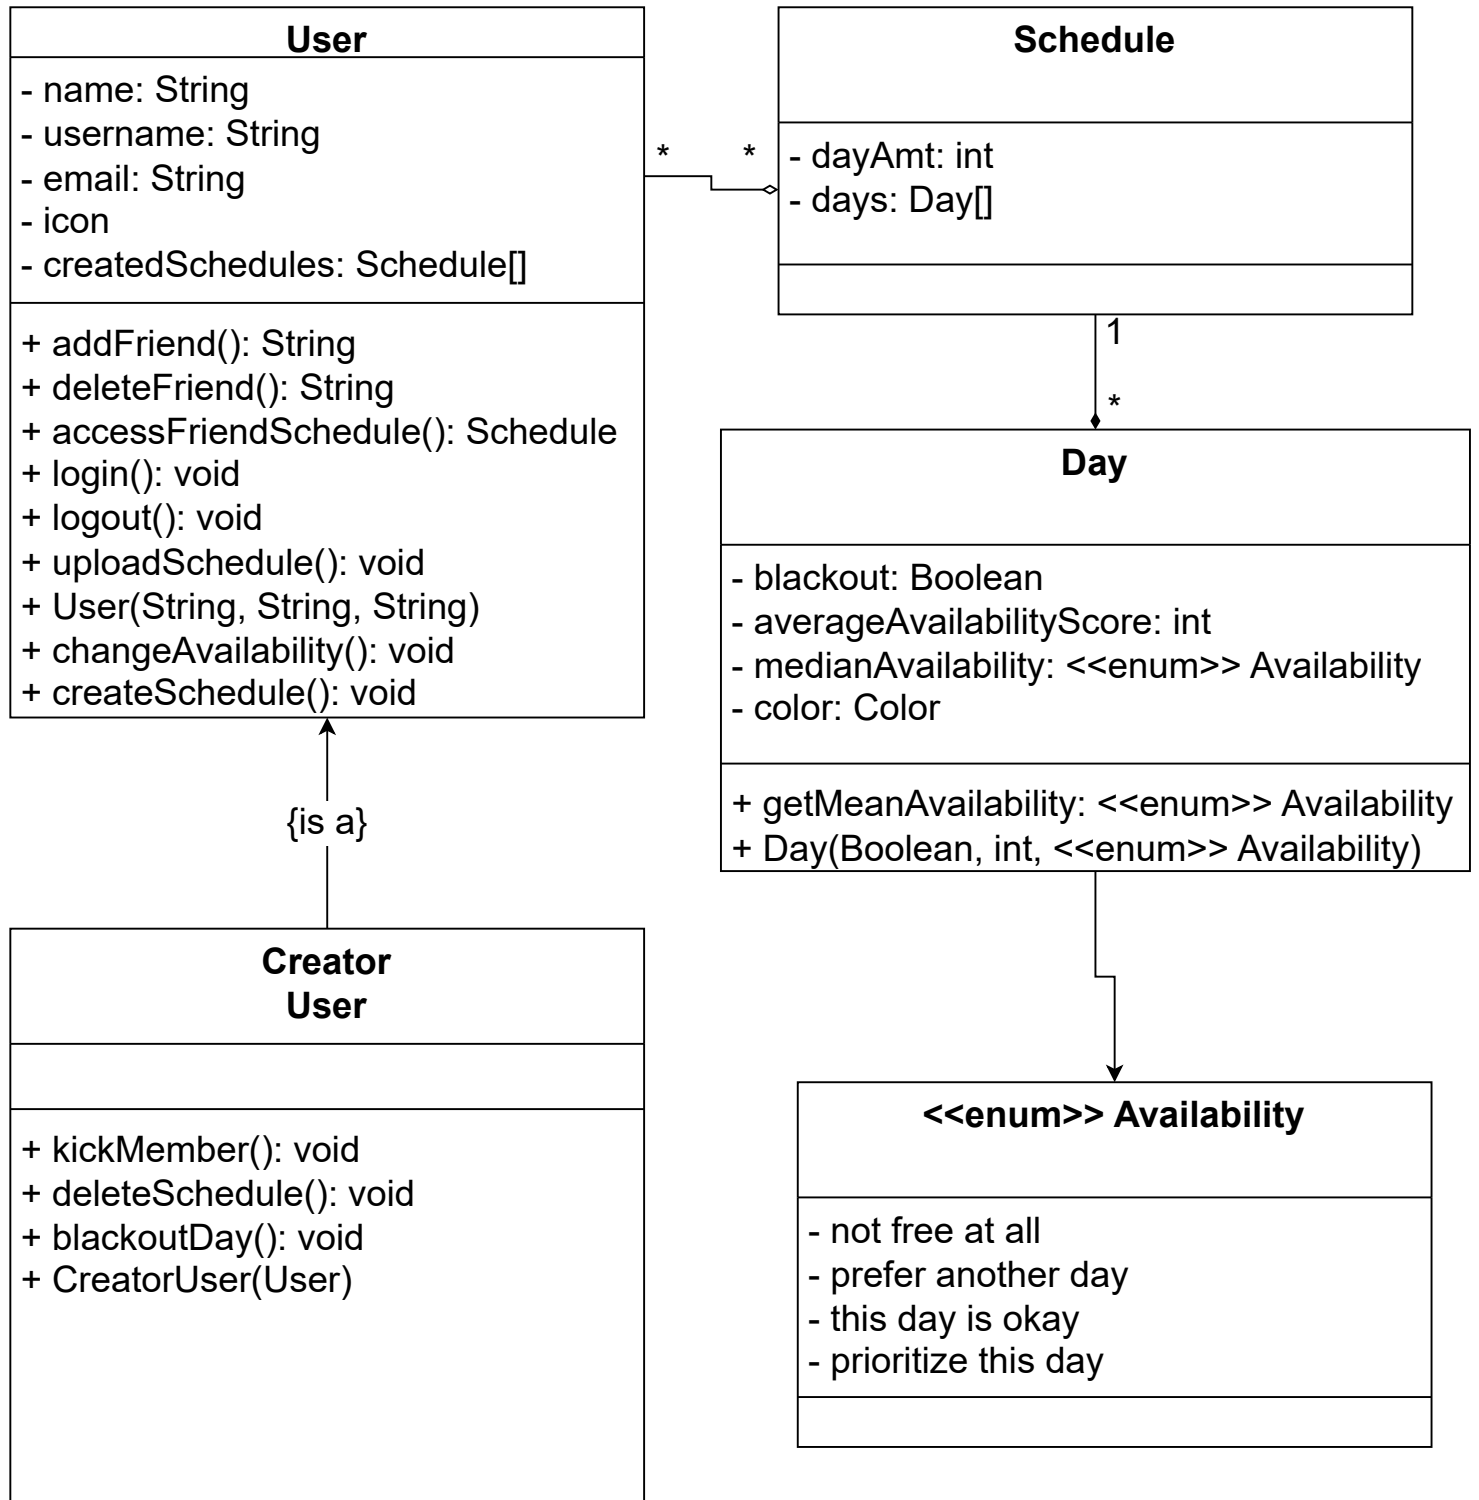 User
- name: String
- username: String
- email: String
- icon
- createdSchedules: Schedule[]
+ addFriend(): String
+ deleteFriend(): String
+ accessFriendSchedule(): Schedule
+ login(): void
+ logout(): void
+ uploadSchedule(): void
+ User(String, String, String)
+ changeAvailability(): void
+ createSchedule(): void
* *
Schedule
- dayAmt: int
- days: Day[]
1
*
Day
- blackout: Boolean
- averageAvailabilityScore: int
- medianAvailability: <<enum>> Availability
- color: Color
+ getMeanAvailability: <<enum>> Availability
+ Day(Boolean, int, <<enum>> Availability)
{is a}
Creator
User
+ kickMember(): void
+ deleteSchedule(): void
+ blackoutDay(): void
+ CreatorUser(User)
<<enum>> Availability
- not free at all
- prefer another day
- this day is okay
- prioritize this day